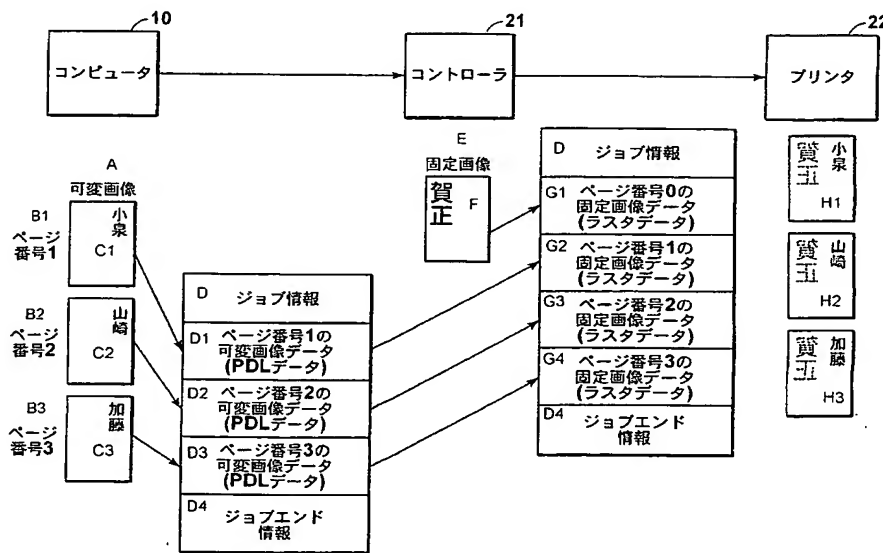 10
コンピュータ
21
コントローラ
22
プリンタ
A
可変画像
B1
ページ
番号1
小泉
C1
B2
ページ
番号2
山崎
C2
B3
ページ
番号3
加藤
C3
D
ジョブ情報
D1
ページ番号1の
可変画像データ
(PDLデータ)
D2
ページ番号2の
可変画像データ
(PDLデータ)
D3
ページ番号3の
可変画像データ
(PDLデータ)
D4
ジョブエンド
情報
E
固定画像
賀正
F
D
ジョブ情報
G1
ページ番号0の
固定画像データ
(ラスタデータ)
G2
ページ番号1の
固定画像データ
(ラスタデータ)
G3
ページ番号2の
固定画像データ
(ラスタデータ)
G4
ページ番号3の
固定画像データ
(ラスタデータ)
D4
ジョブエンド
情報
小泉
賀正
H1
山崎
賀正
H2
加藤
賀正
H3